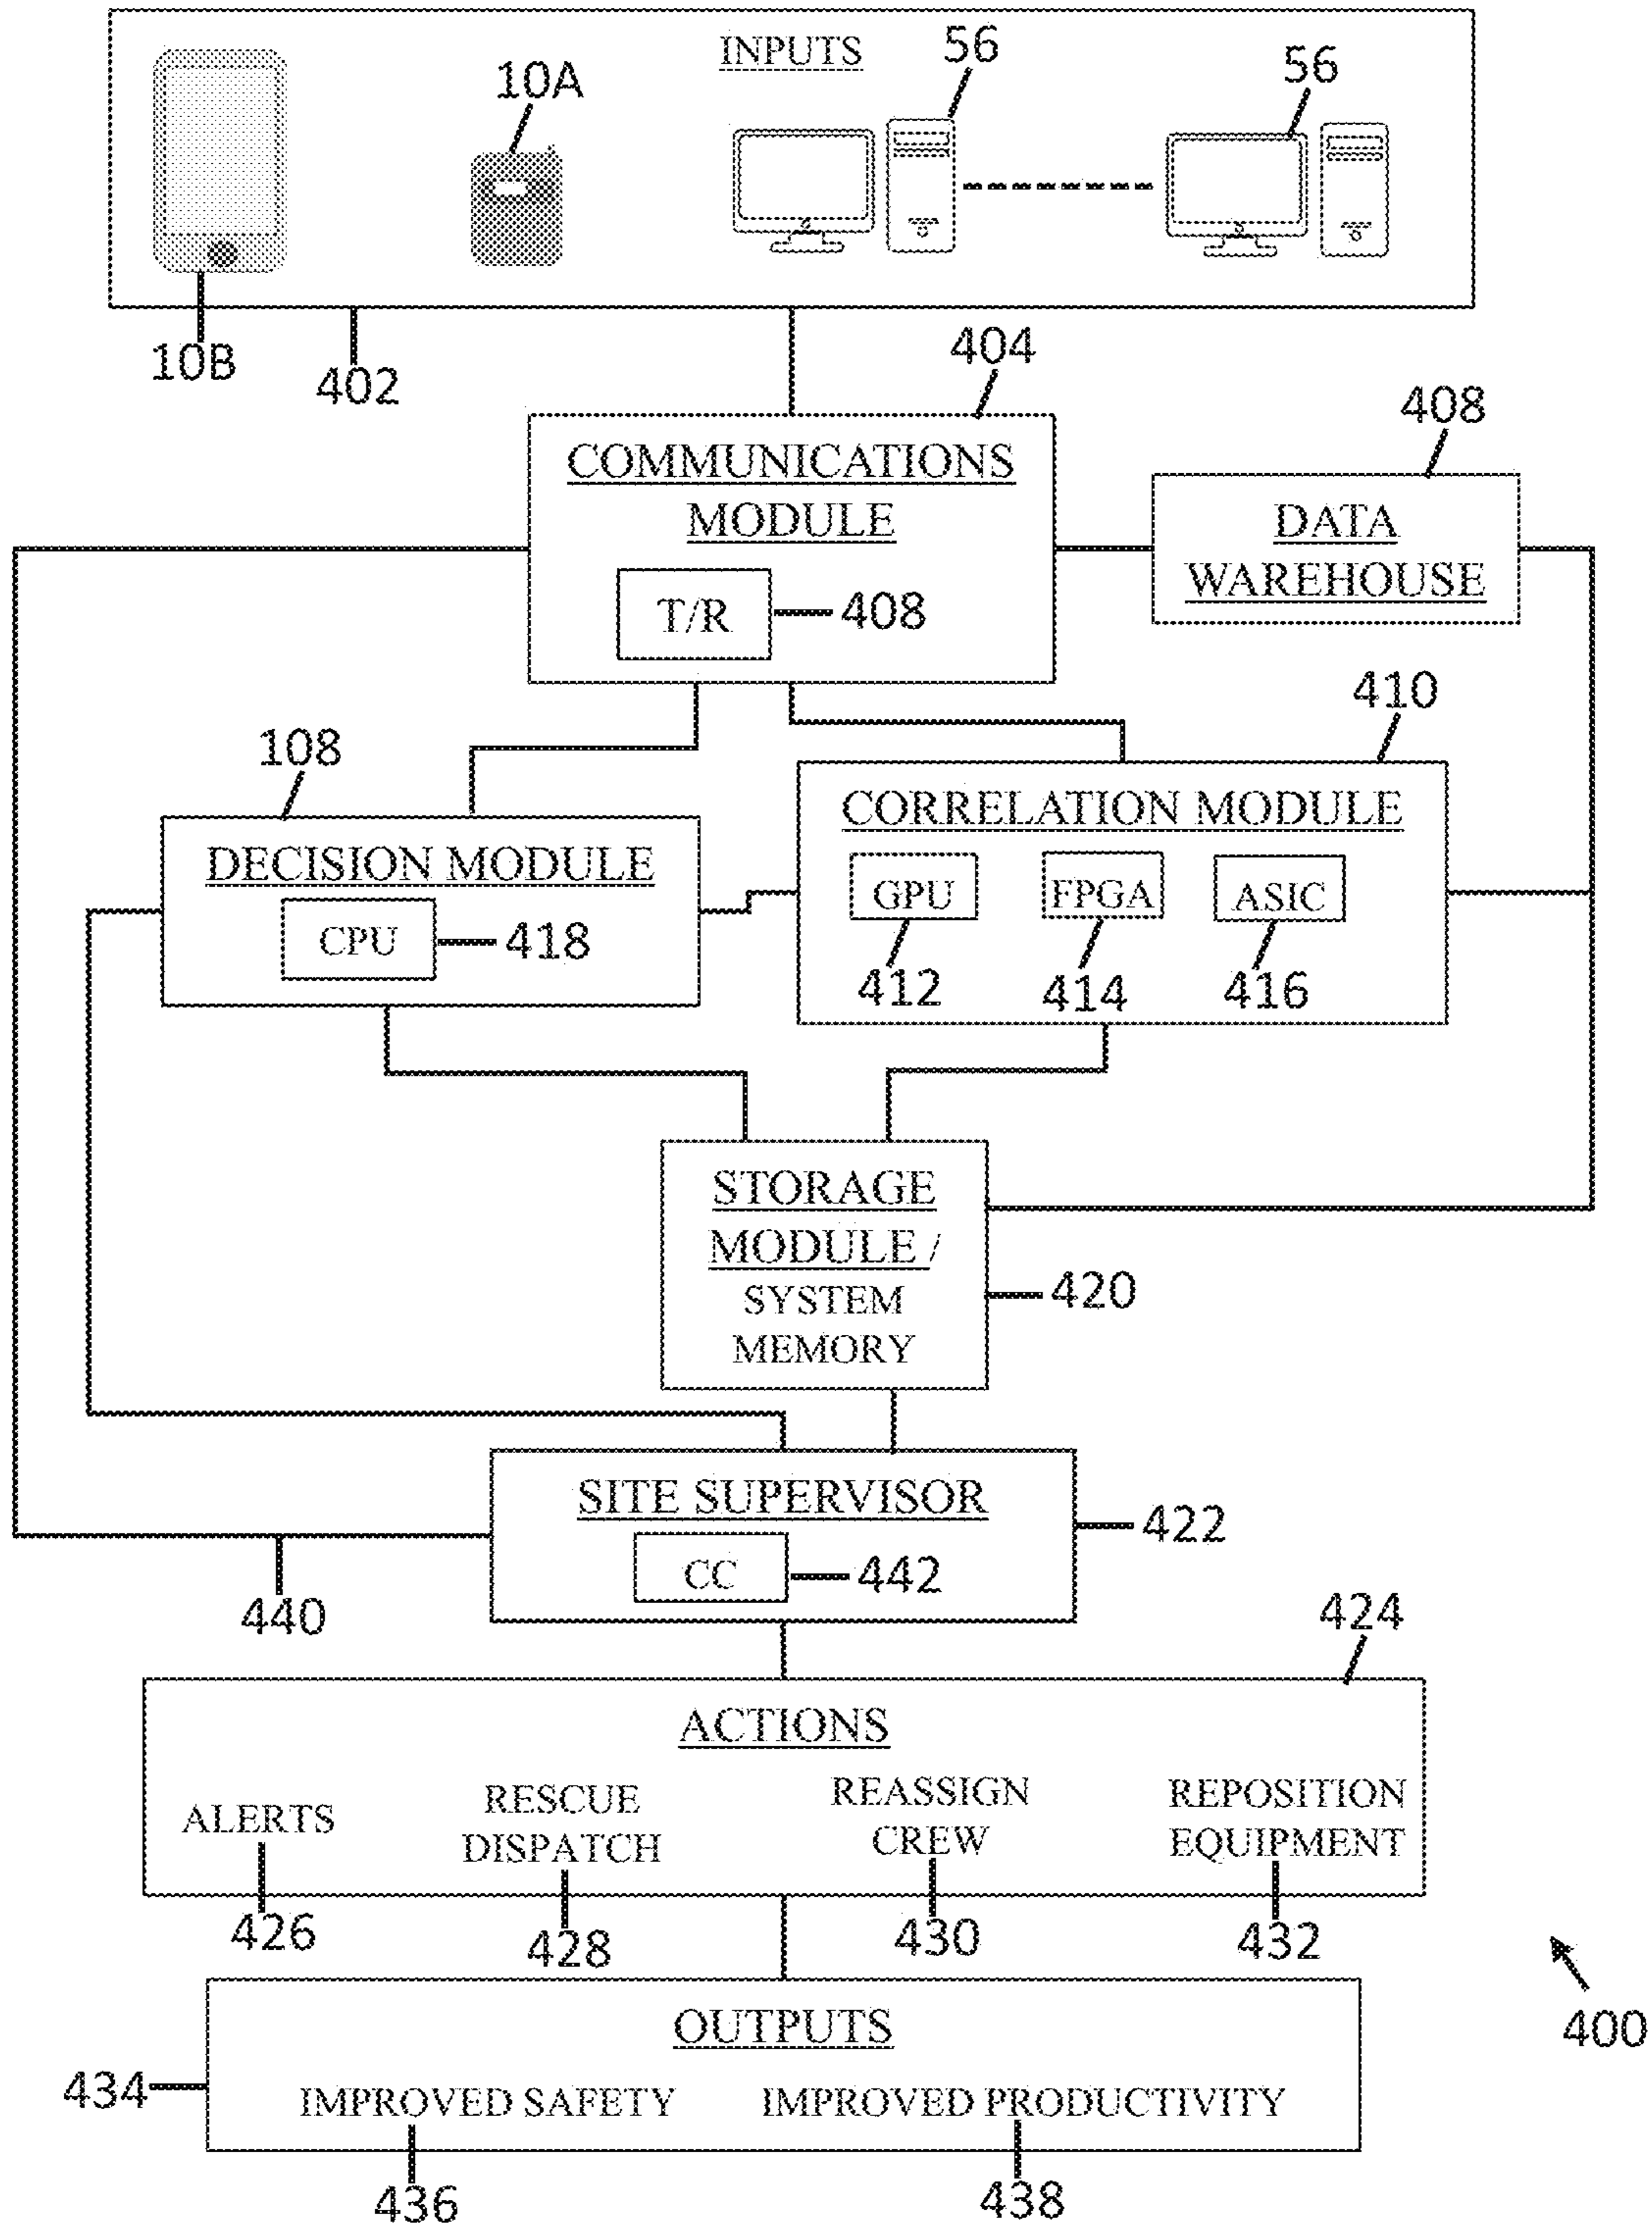 INPUTS
56
56
10A
10B
402
404
408
COMMUNICATIONS
MODULE
T/R
408
DATA
WAREHOUSE
410
108
CORRELATION MODULE
GPU
FPGA
ASIC
412
414
416
DECISION MODULE
CPU
418
STORAGE
MODULE /
SYSTEM
MEMORY
420
SITE SUPERVISOR
CC
442
422
440
424
ACTIONS
ALERTS
RESCUE
DISPATCH
REASSIGN
CREW
REPOSITION
EQUIPMENT
426
428
430
432
400
OUTPUTS
434
IMPROVED SAFETY
IMPROVED PRODUCTIVITY
436
438